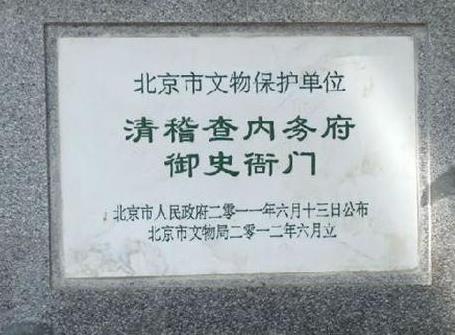 北京市文物保护单位
清稽查内务府
御史衙门
北京市人民政府二零一一年六月十三日公布
北京市文物局二零一二年六月立